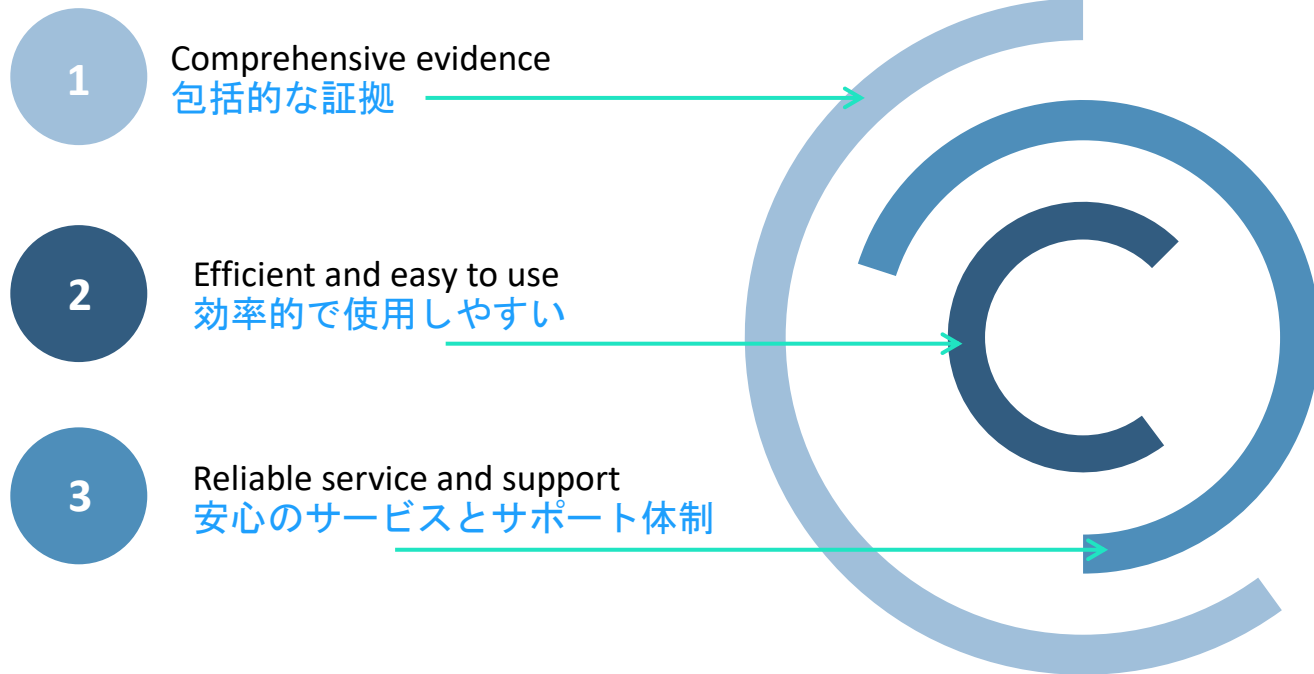 1
Comprehensive evidence
包括的な証拠
2
Efficient and easy to use
効率的で使用しやすい
3
Reliable service and support
安心のサービスとサポート体制